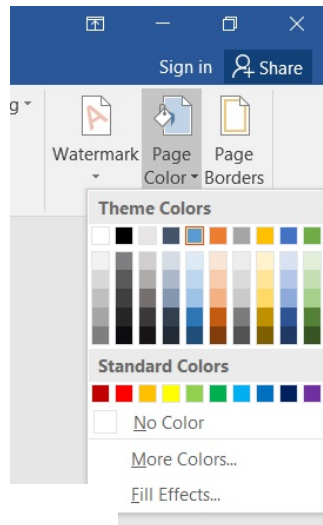 Sign in Share
g
Watermark Page Color Page Borders
Theme Colors
Standard Colors
No Color
More Colors...
Fill Effects...